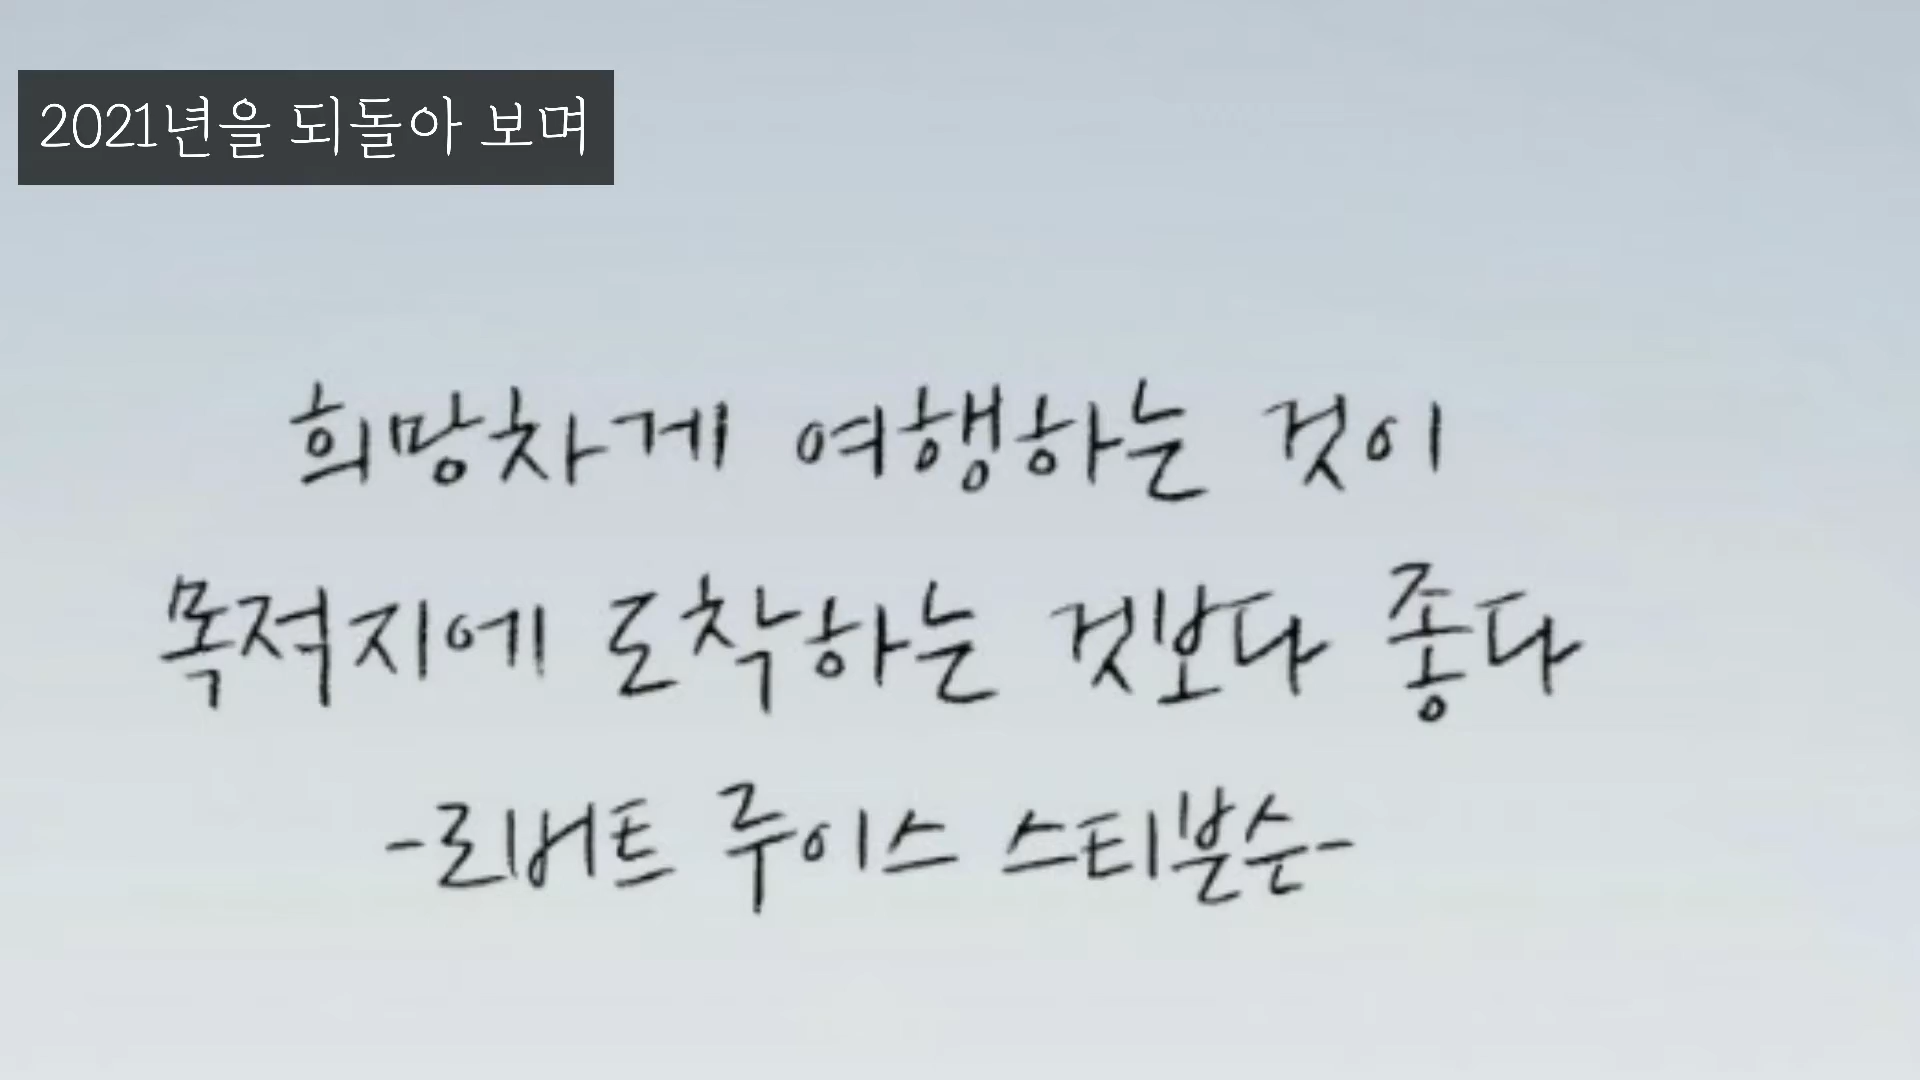 2021년을 되돌아 보며
희망차게 여행하는 것이
목적지에 도착하는 것보다 좋다
-로버트 루이스 스티븐슨-